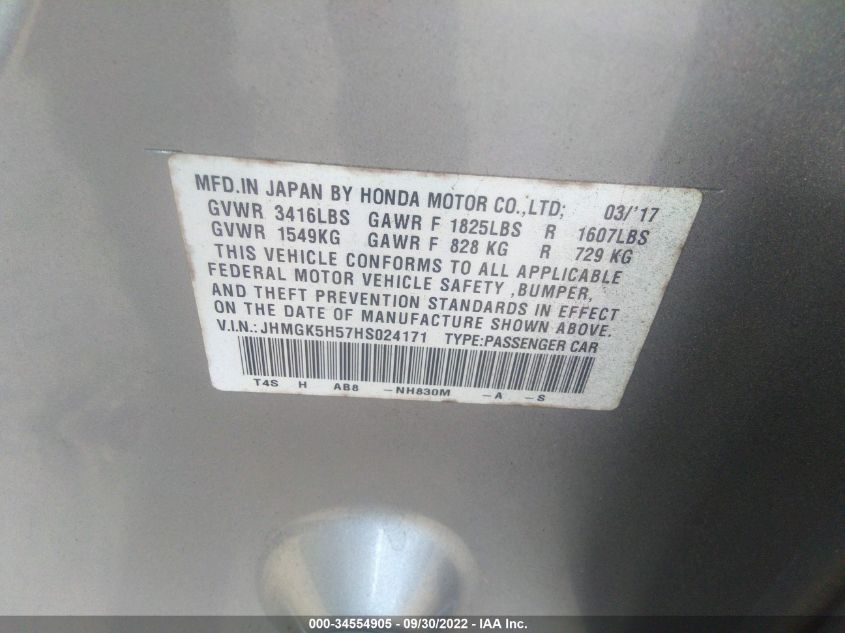 MFD.IN JAPAN BY HONDA MOTOR CO.,LTD; 03/'17
GVWR 3416LBS GAWR F 1825LBS R 1607LBS
GVWR 1549KG GAWR F 828 KG R 729 KG
THIS VEHICLE CONFORMS TO ALL APPLICABLE
FEDERAL MOTOR VEHICLE SAFETY ,BUMPER,
AND THEFT PREVENTION STANDARDS IN EFFECT
ON THE DATE OF MANUFACTURE SHOWN ABOVE.
V.I.N.: JHMGK5H57HS024171 TYPE:PASSENGER CAR
T4S H AB8 -NH830M -A -S
000-34554905 - 09/30/2022 - IAA Inc.